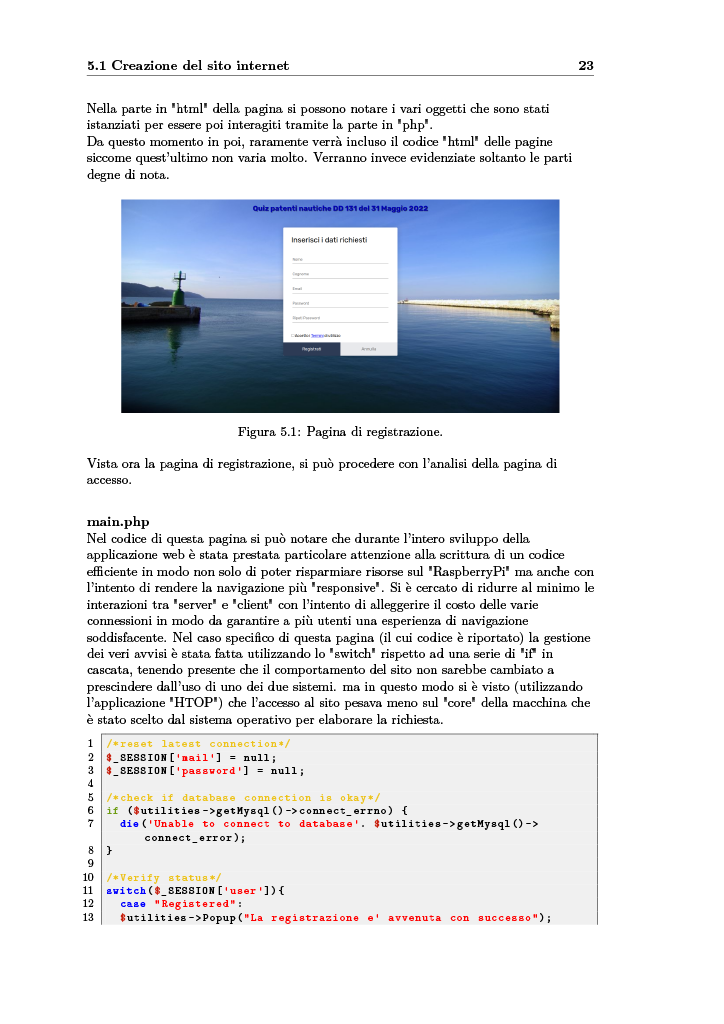 5.1 Creazione del sito internet 23
Nella parte in "html" della pagina si possono notare i vari oggetti che sono stati
istanziati per essere poi interagiti tramite la parte in "php".
Da questo momento in poi, raramente verrà incluso il codice "html" delle pagine
siccome quest'ultimo non varia molto. Verranno invece evidenziate soltanto le parti
degne di nota.
Quiz patenti nautiche DD 131 del 31 Maggio 2022
Inserisci i dati richiesti
Nome
Cognome
Email
Password
Ripeti Password
Accetto i Termini d'utilizzo
Registrati Annulla
Figura 5.1: Pagina di registrazione.
Vista ora la pagina di registrazione, si può procedere con l'analisi della pagina di
accesso.
main.php
Nel codice di questa pagina si può notare che durante l'intero sviluppo della
applicazione web è stata prestata particolare attenzione alla scrittura di un codice
efficiente in modo non solo di poter risparmiare risorse sul "RaspberryPi" ma anche con
l'intento di rendere la navigazione più "responsive". Si è cercato di ridurre al minimo le
interazioni tra "server" e "client" con l'intento di alleggerire il costo delle varie
connessioni in modo da garantire a più utenti una esperienza di navigazione
soddisfacente. Nel caso specifico di questa pagina (il cui codice è riportato) la gestione
dei veri avvisi è stata fatta utilizzando lo "switch" rispetto ad una serie di "if" in
cascata, tenendo presente che il comportamento del sito non sarebbe cambiato a
prescindere dall'uso di uno dei due sistemi. ma in questo modo si è visto (utilizzando
l'applicazione "HTOP") che l'accesso al sito pesava meno sul "core" della macchina che
è stato scelto dal sistema operativo per elaborare la richiesta.
1 /*reset latest connection*/
2 $_SESSION['mail'] = null;
3 $_SESSION['password'] = null;
4
5 /*check if database connection is okay*/
6 if ($utilities->getMysql()->connect_errno) {
7 die('Unable to connect to database'. $utilities->getMysql()->
connect_error);
8 }
9
10 /*Verify status*/
11 switch($_SESSION['user']){
12 case "Registered":
13 $utilities->Popup("La registrazione e' avvenuta con successo");